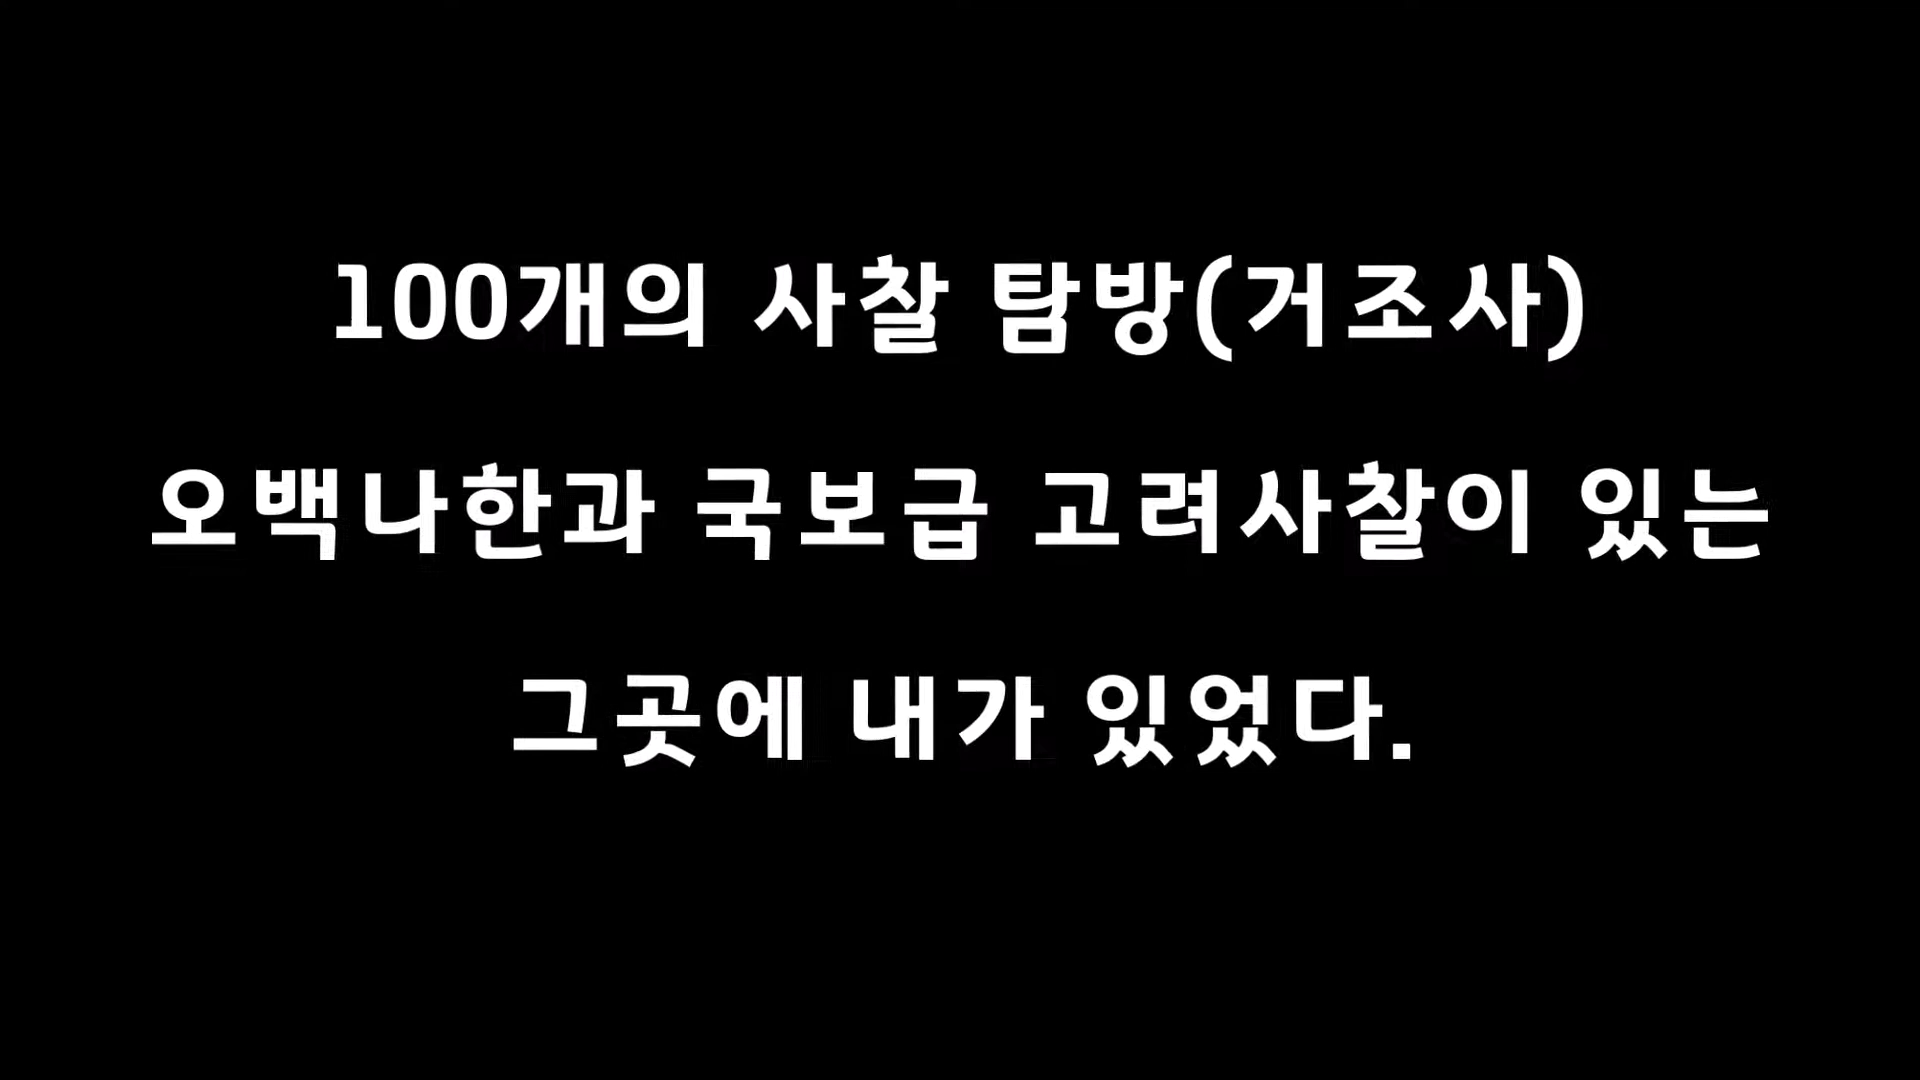 100개의 사찰 탐방(거조사)
오백나한과 국보급 고려사찰이 있는
그곳에 내가 있었다.